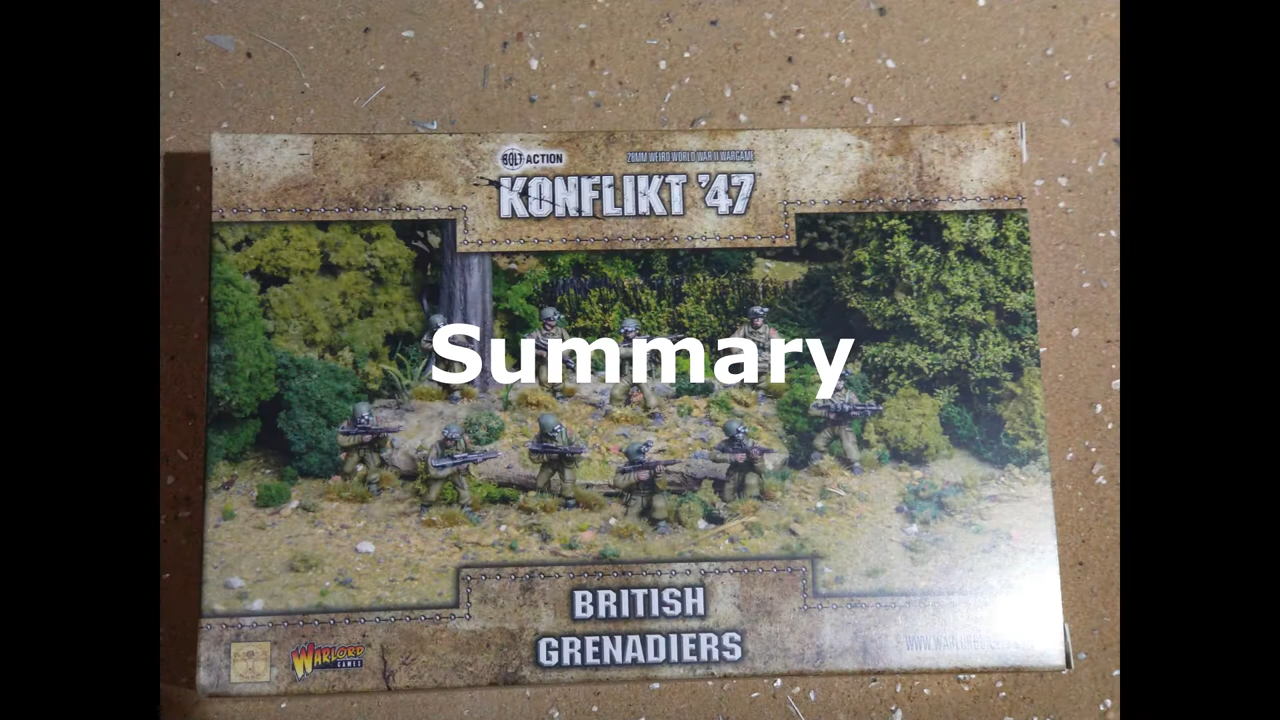 BOLT ACTION
28MM WEIRD WORLD WAR II WARGAME
KONFLIKT '47
Summary
BRITISH
GRENADIERS
WARLORD
GAMES